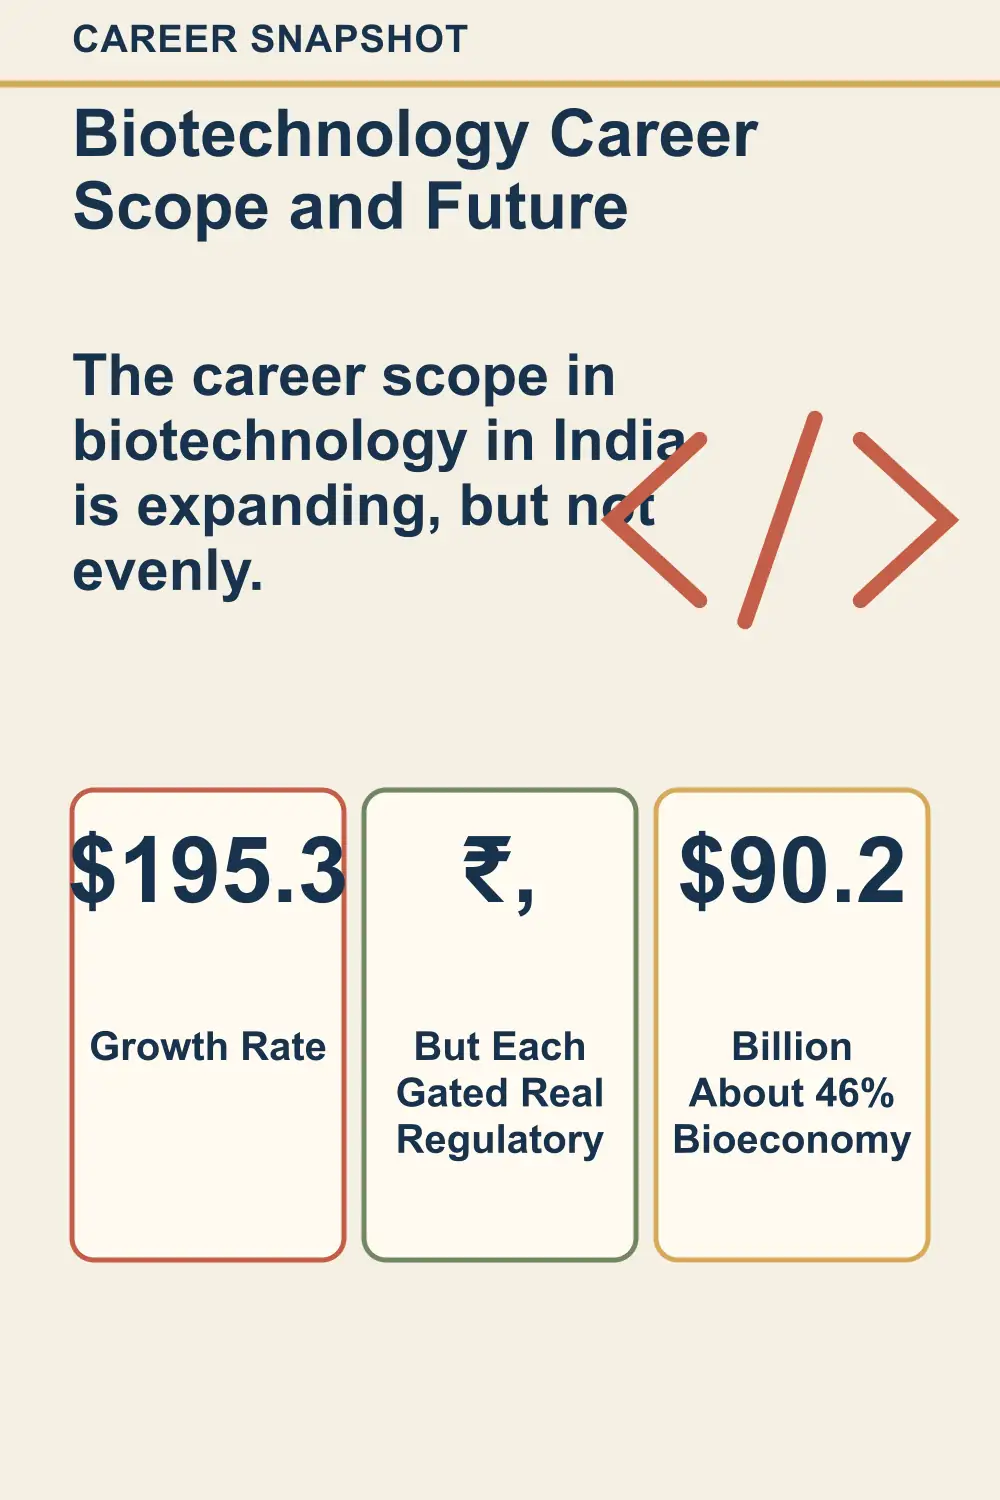 CAREER SNAPSHOT
Biotechnology Career
Scope and Future
The career scope in
biotechnology in India
is expanding, but not
evenly.
</>
$195.3
Growth Rate
₹,
But Each
Gated Real
Regulatory
$90.2
Billion
About 46%
Bioeconomy